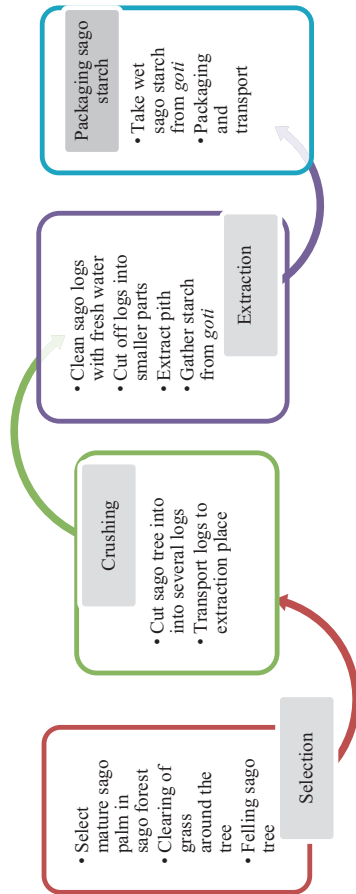 • Select
mature sago
palm in
sago forest
• Clearing of
grass
around the
tree
• Felling sago
tree
Selection
Crushing
• Cut sago tree into
into several logs
• Transport logs to
extraction place
• Clean sago logs
with fresh water
• Cut off logs into
smaller parts
• Extract pith
• Gather starch
from goti
Extraction
Packaging sago
starch
• Take wet
sago starch
from goti
• Packaging
and
transport